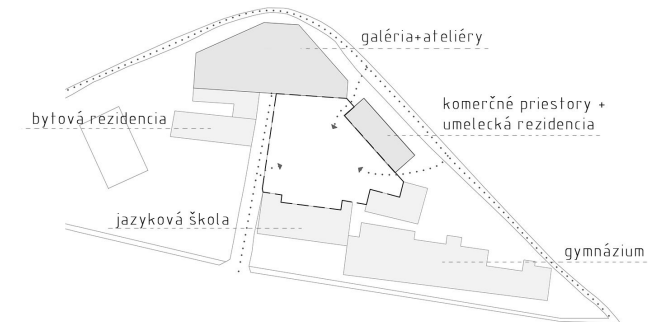 galéria+ateliéry
komerčné priestory +
umelecká rezidencia
bytová rezidencia
jazyková škola
gymnázium